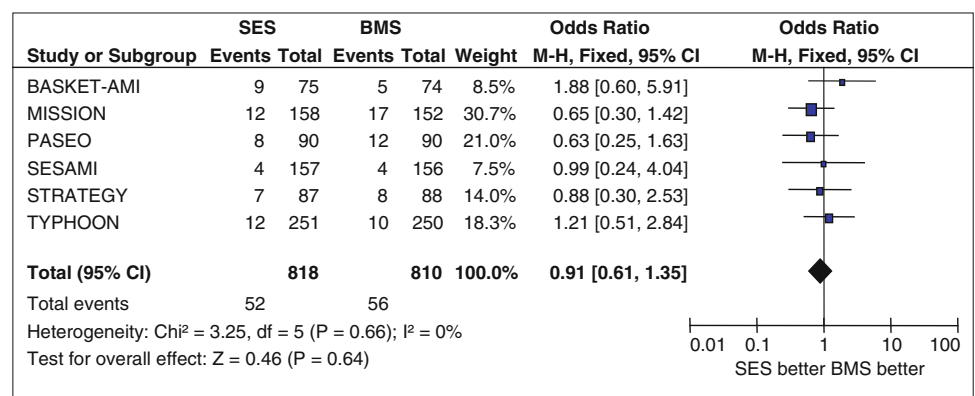 SES BMS Odds Ratio Odds Ratio
Study or Subgroup Events Total Events Total Weight M-H, Fixed, 95% CI M-H, Fixed, 95% CI
BASKET-AMI 9 75 5 74 8.5% 1.88 [0.60, 5.91]
MISSION 12 158 17 152 30.7% 0.65 [0.30, 1.42]
PASEO 8 90 12 90 21.0% 0.63 [0.25, 1.63]
SESAMI 4 157 4 156 7.5% 0.99 [0.24, 4.04]
STRATEGY 7 87 8 88 14.0% 0.88 [0.30, 2.53]
TYPHOON 12 251 10 250 18.3% 1.21 [0.51, 2.84]
Total (95% CI) 818 810 100.0% 0.91 [0.61, 1.35]
Total events 52 56
Heterogeneity: Chi² = 3.25, df = 5 (P = 0.66); I² = 0%
Test for overall effect: Z = 0.46 (P = 0.64)
0.01 0.1 1 10 100
SES better BMS better